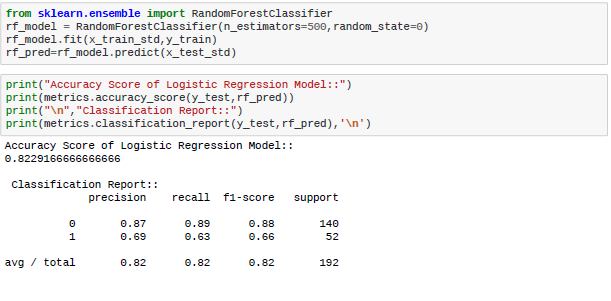 from sklearn.ensemble import RandomForestClassifier
rf_model = RandomForestClassifier(n_estimators=500,random_state=0)
rf_model.fit(x_train_std,y_train)
rf_pred=rf_model.predict(x_test_std)
print("Accuracy Score of Logistic Regression Model::")
print(metrics.accuracy_score(y_test,rf_pred))
print("\n","Classification Report::")
print(metrics.classification_report(y_test,rf_pred),'\n')
Accuracy Score of Logistic Regression Model::
0.8229166666666666
Classification Report::
precision recall f1-score support
0 0.87 0.89 0.88 140
1 0.69 0.63 0.66 52
avg / total 0.82 0.82 0.82 192